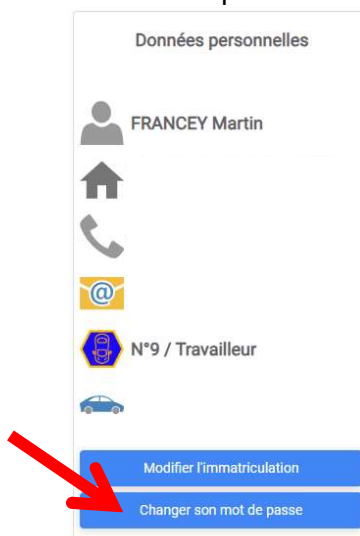 Données personnelles
FRANCEY Martin
@
N°9 / Travailleur
Modifier l'immatriculation
Changer son mot de passe